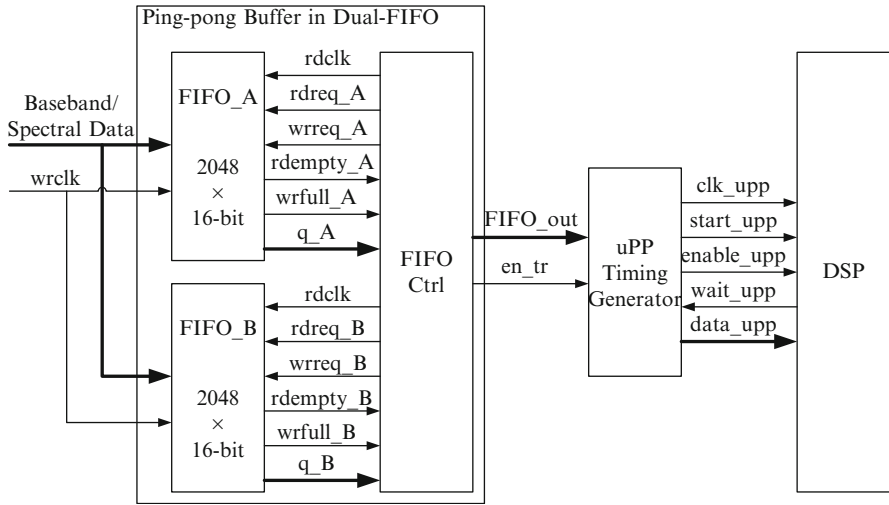 Ping-pong Buffer in Dual-FIFO
Baseband/
Spectral Data
wrclk
FIFO_A
2048
×
16-bit
rdclk
rdreq_A
wrreq_A
rdempty_A
wrfull_A
q_A
FIFO_B
2048
×
16-bit
rdclk
rdreq_B
wrreq_B
rdempty_B
wrfull_B
q_B
FIFO
Ctrl
FIFO_out
en_tr
uPP
Timing
Generator
clk_upp
start_upp
enable_upp
wait_upp
data_upp
DSP